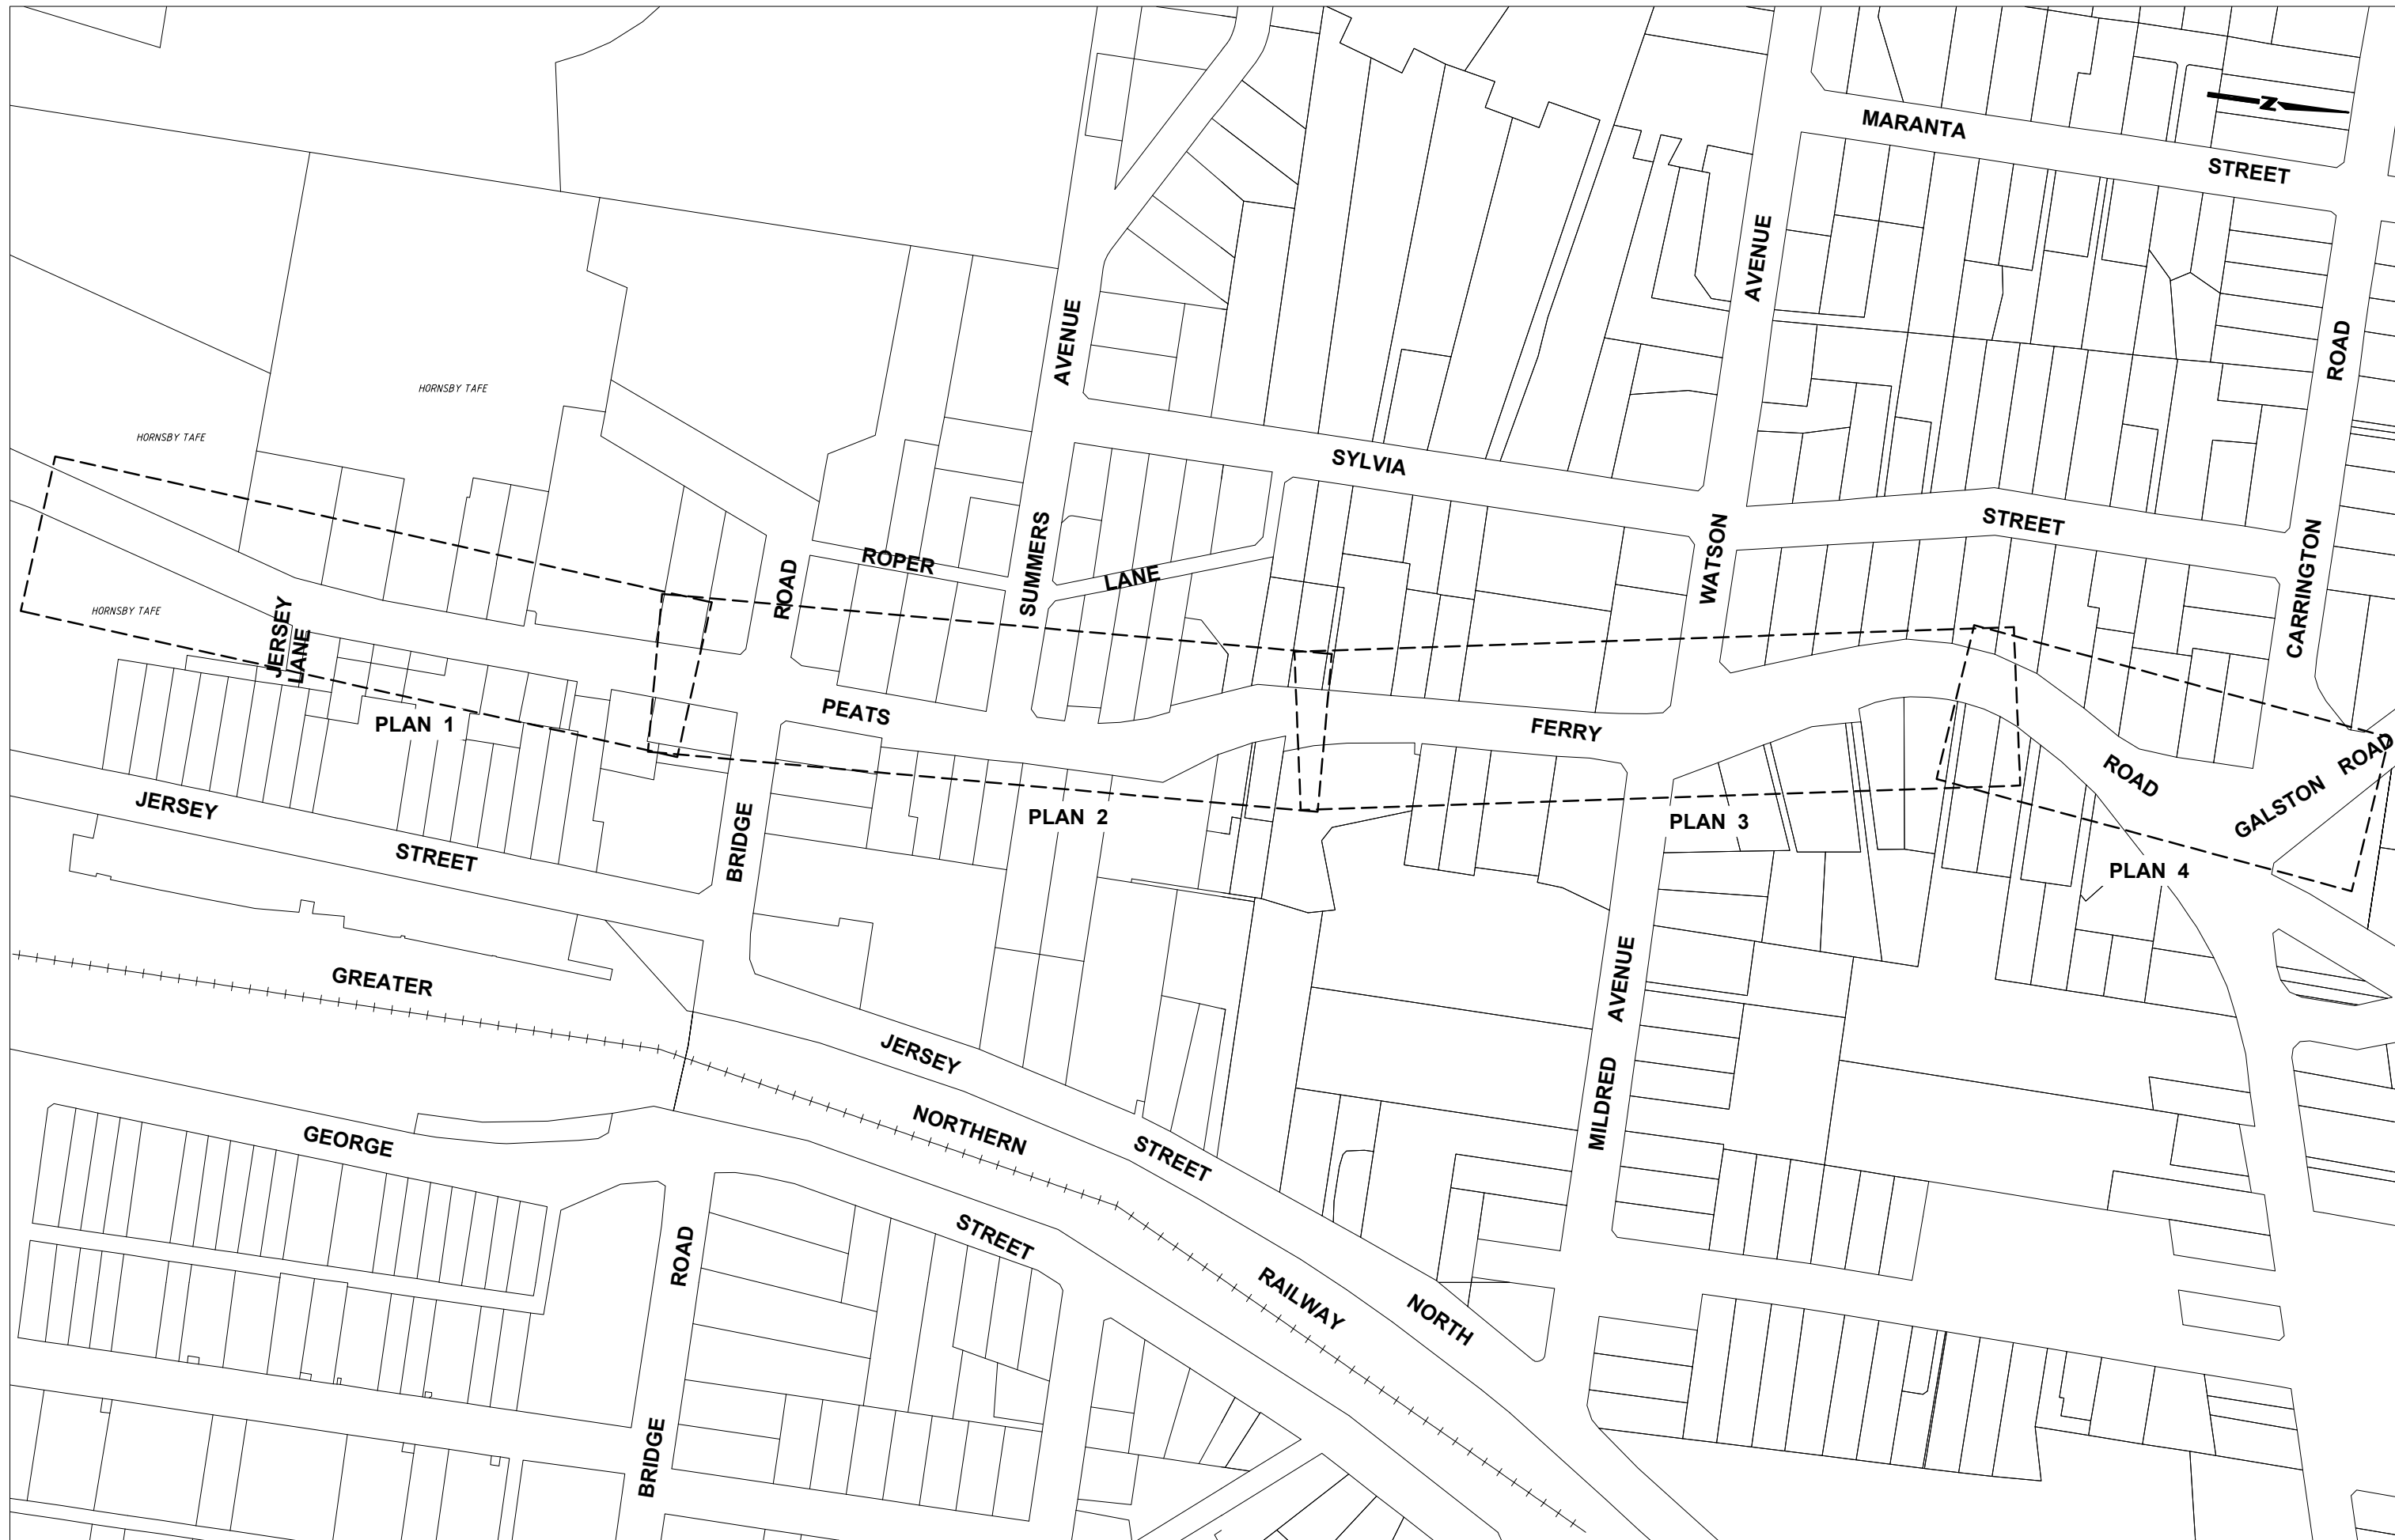 Z
MARANTA
STREET
AVENUE
AVENUE
ROAD
HORNSBY TAFE
HORNSBY TAFE
SYLVIA
STREET
WATSON
CARRINGTON
ROPER
LANE
SUMMERS
ROAD
HORNSBY TAFE
JERSEY
LANE
PLAN 1
PEATS
FERRY
ROAD
GALSTON ROAD
JERSEY
STREET
BRIDGE
PLAN 2
PLAN 3
PLAN 4
GREATER
AVENUE
MILDRED
JERSEY
NORTHERN
STREET
GEORGE
STREET
ROAD
RAILWAY
NORTH
BRIDGE